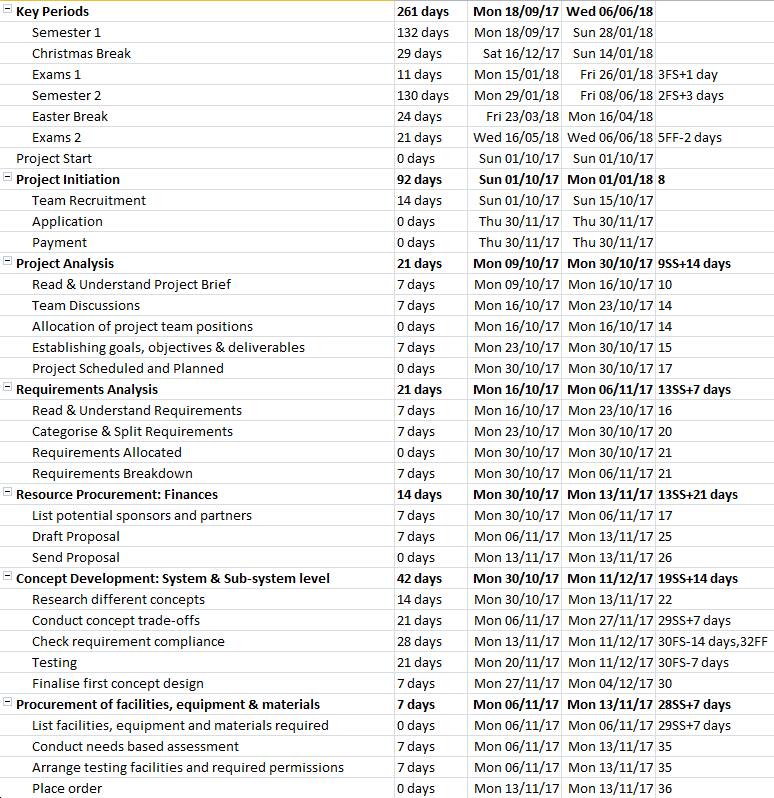 Key Periods 261 days Mon 18/09/17 Wed 06/06/18
Semester 1 132 days Mon 18/09/17 Sun 28/01/18
Christmas Break 29 days Sat 16/12/17 Sun 14/01/18
Exams 1 11 days Mon 15/01/18 Fri 26/01/18 3FS+1 day
Semester 2 130 days Mon 29/01/18 Fri 08/06/18 2FS+3 days
Easter Break 24 days Fri 23/03/18 Mon 16/04/18
Exams 2 21 days Wed 16/05/18 Wed 06/06/18 5FF-2 days
Project Start 0 days Sun 01/10/17 Sun 01/10/17
Project Initiation 92 days Sun 01/10/17 Mon 01/01/18 8
Team Recruitment 14 days Sun 01/10/17 Sun 15/10/17
Application 0 days Thu 30/11/17 Thu 30/11/17
Payment 0 days Thu 30/11/17 Thu 30/11/17
Project Analysis 21 days Mon 09/10/17 Mon 30/10/17 9SS+14 days
Read & Understand Project Brief 7 days Mon 09/10/17 Mon 16/10/17 10
Team Discussions 7 days Mon 16/10/17 Mon 23/10/17 14
Allocation of project team positions 0 days Mon 16/10/17 Mon 16/10/17 14
Establishing goals, objectives & deliverables 7 days Mon 23/10/17 Mon 30/10/17 15
Project Scheduled and Planned 0 days Mon 30/10/17 Mon 30/10/17 17
Requirements Analysis 21 days Mon 16/10/17 Mon 06/11/17 13SS+7 days
Read & Understand Requirements 7 days Mon 16/10/17 Mon 23/10/17 16
Categorise & Split Requirements 7 days Mon 23/10/17 Mon 30/10/17 20
Requirements Allocated 0 days Mon 30/10/17 Mon 30/10/17 21
Requirements Breakdown 7 days Mon 30/10/17 Mon 06/11/17 21
Resource Procurement: Finances 14 days Mon 30/10/17 Mon 13/11/17 13SS+21 days
List potential sponsors and partners 7 days Mon 30/10/17 Mon 06/11/17 17
Draft Proposal 7 days Mon 06/11/17 Mon 13/11/17 25
Send Proposal 0 days Mon 13/11/17 Mon 13/11/17 26
Concept Development: System & Sub-system level 42 days Mon 30/10/17 Mon 11/12/17 19SS+14 days
Research different concepts 14 days Mon 30/10/17 Mon 13/11/17 22
Conduct concept trade-offs 21 days Mon 06/11/17 Mon 27/11/17 29SS+7 days
Check requirement compliance 28 days Mon 13/11/17 Mon 11/12/17 30FS-14 days,32FF
Testing 21 days Mon 20/11/17 Mon 11/12/17 30FS-7 days
Finalise first concept design 7 days Mon 27/11/17 Mon 04/12/17 30
Procurement of facilities, equipment & materials 7 days Mon 06/11/17 Mon 13/11/17 28SS+7 days
List facilities, equipment and materials required 0 days Mon 06/11/17 Mon 06/11/17 29SS+7 days
Conduct needs based assessment 7 days Mon 06/11/17 Mon 13/11/17 35
Arrange testing facilities and required permissions 7 days Mon 06/11/17 Mon 13/11/17 35
Place order 0 days Mon 13/11/17 Mon 13/11/17 36